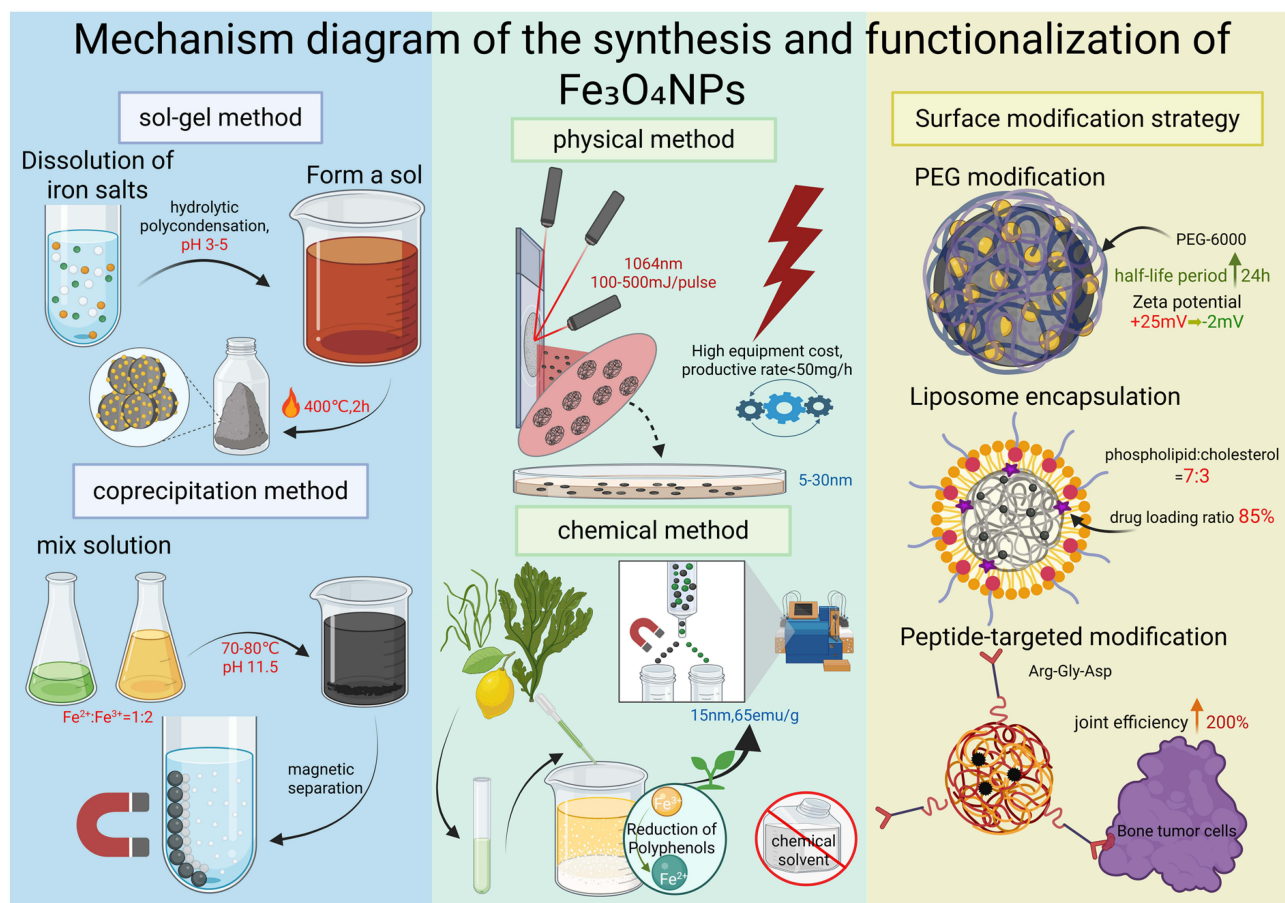 Mechanism diagram of the synthesis and functionalization of
Fe₃O₄NPs
sol-gel method
Dissolution of
iron salts
hydrolytic
polycondensation,
pH 3-5
Form a sol
400℃,2h
coprecipitation method
mix solution
70-80℃
pH 11.5
Fe²⁺:Fe³⁺=1:2
magnetic
separation
physical method
1064nm
100-500mJ/pulse
High equipment cost,
productive rate<50mg/h
5-30nm
chemical method
15nm,65emu/g
Fe³⁺
Reduction of
Polyphenols
Fe²⁺
chemical
solvent
Surface modification strategy
PEG modification
PEG-6000
half-life period 24h
Zeta potential
+25mV➡-2mV
Liposome encapsulation
phospholipid:cholesterol
=7:3
drug loading ratio 85%
Peptide-targeted modification
Arg-Gly-Asp
joint efficiency 200%
Bone tumor cells